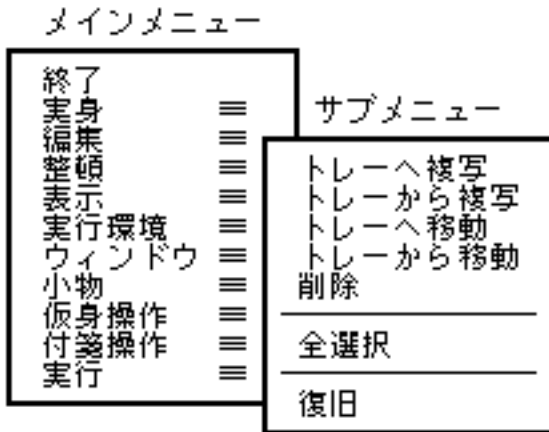 メインメニュー
終了
実身 ≡
編集 ≡
整頓 ≡
表示 ≡
実行環境 ≡
ウィンドウ ≡
小物 ≡
仮身操作 ≡
付箋操作 ≡
実行 ≡
サブメニュー
トレーへ複写
トレーから複写
トレーへ移動
トレーから移動
削除
全選択
復旧